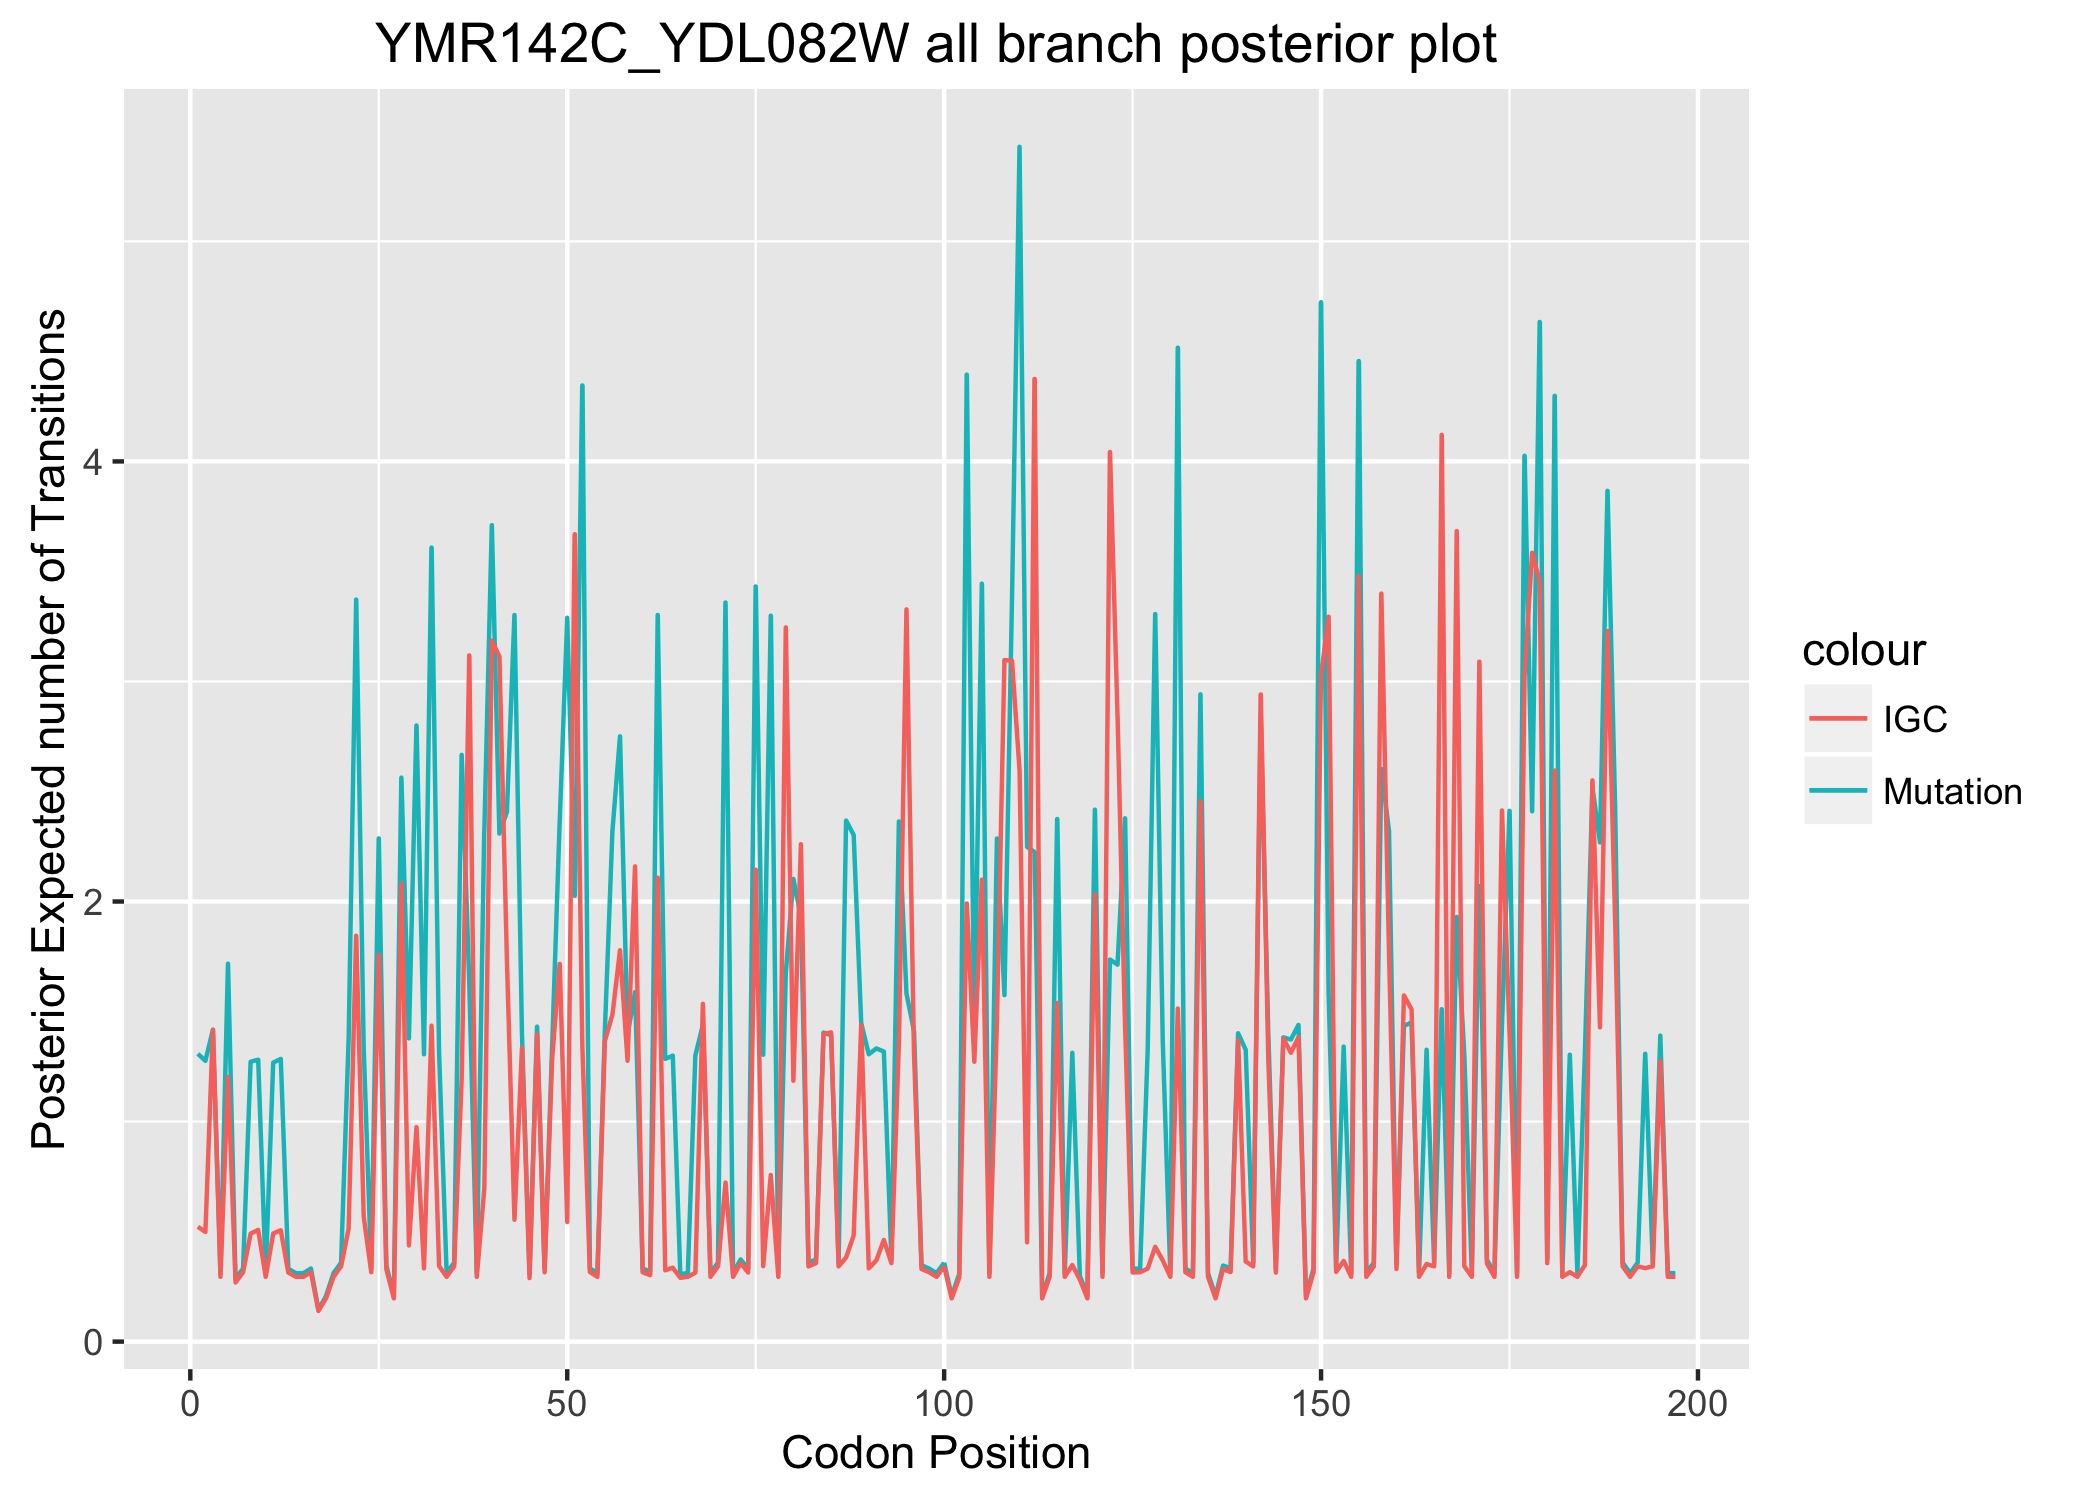 YMR142C_YDL082W all branch posterior plot
Posterior Expected number of Transitions
4
2
0
0 50 100 150 200
Codon Position
colour
IGC
Mutation